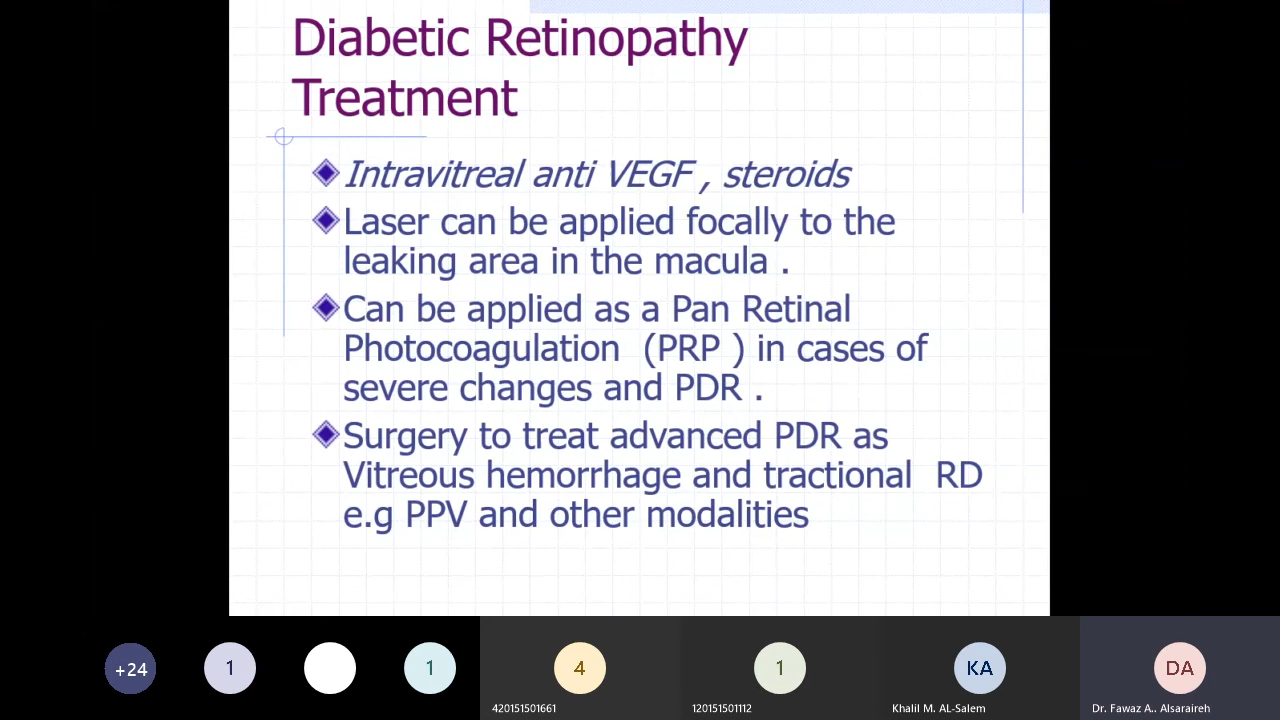 Diabetic Retinopathy
Treatment
Intravitreal anti VEGF , steroids
Laser can be applied focally to the
leaking area in the macula .
Can be applied as a Pan Retinal
Photocoagulation (PRP ) in cases of
severe changes and PDR .
Surgery to treat advanced PDR as
Vitreous hemorrhage and tractional RD
e.g PPV and other modalities
+24
1
1
4
1
KA
DA
420151501661
120151501112
Khalil M. AL-Salem
Dr. Fawaz A.. Alsaraireh